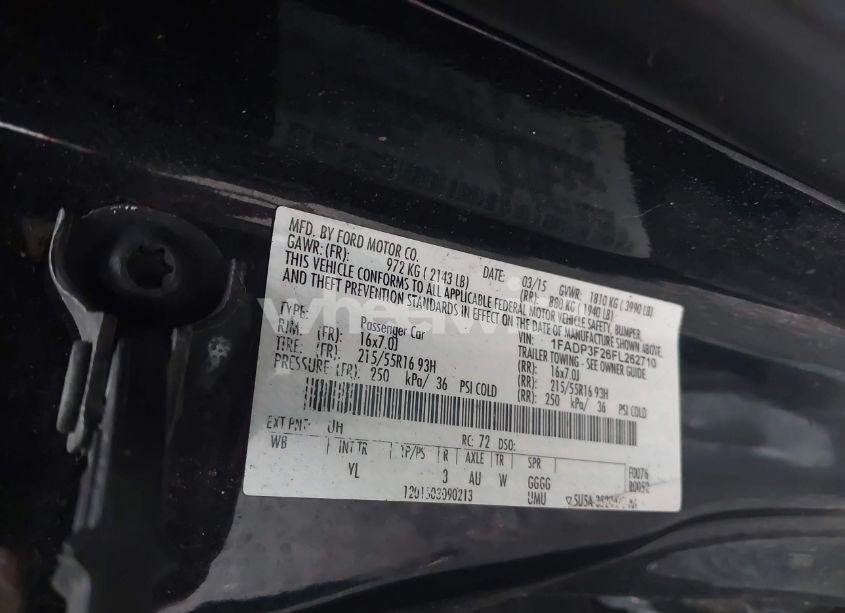 MFD. BY FORD MOTOR CO.
DATE: 03/15 GVWR: 1810 KG ( 3990 LB)
GAWR: (FR): 972 KG ( 2143 LB) (RR): 880 KG ( 1940 LB)
THIS VEHICLE CONFORMS TO ALL APPLICABLE FEDERAL MOTOR VEHICLE SAFETY, BUMPER,
AND THEFT PREVENTION STANDARDS IN EFFECT ON THE DATE OF MANUFACTURE SHOWN ABOVE.
VIN: 1FADP3F26FL262710
TYPE: Passenger Car TRAILER TOWING - SEE OWNER GUIDE
RIM: (FR): 16x7.0J (RR): 16x7.0J
TIRE: (FR): 215/55R16 93H (RR): 215/55R16 93H
PRESSURE (FR): 250 kPa/ 36 PSI COLD (RR): 250 kPa/ 36 PSI COLD
EXT PNT: UH RC: 72 DSO:
WB INT TR TP/PS R AXLE TR SPR
YL 3 AU W GGGG F0076
1201503090213 UMU B0052